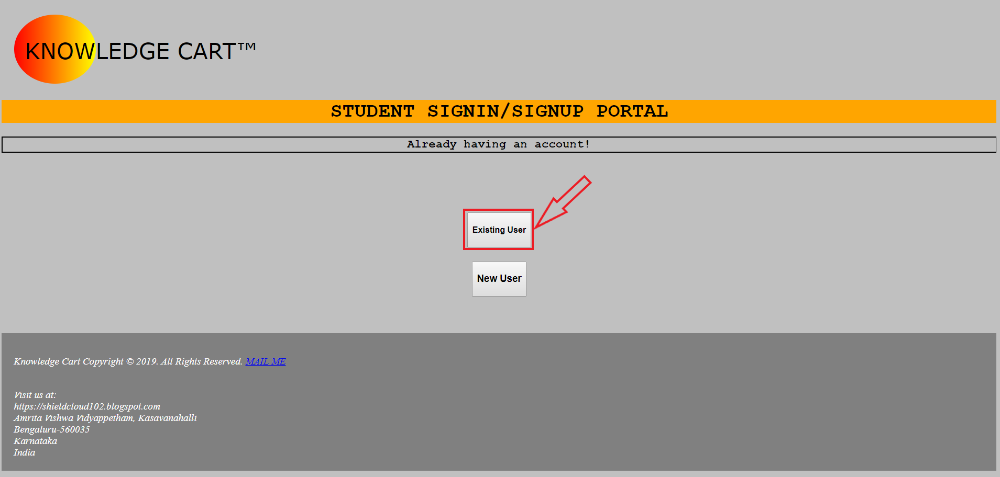 KNOWLEDGE CART™
STUDENT SIGNIN/SIGNUP PORTAL
Already having an account!
Existing User
New User
Knowledge Cart Copyright © 2019. All Rights Reserved. MAIL ME
Visit us at:
https://shieldcloud102.blogspot.com
Amrita Vishwa Vidyappetham, Kasavanahalli
Bengaluru-560035
Karnataka
India